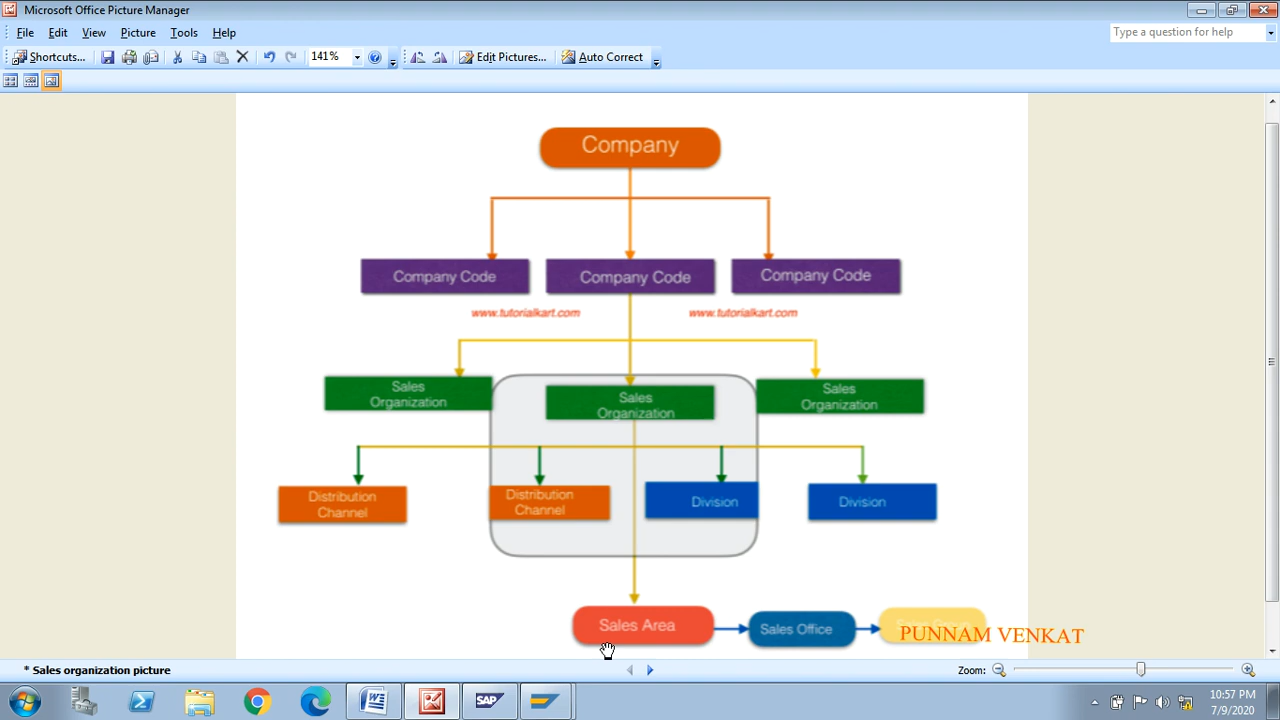 Microsoft Office Picture Manager
File Edit View Picture Tools Help
Type a question for help
Shortcuts... 141% Edit Pictures... Auto Correct
Company
Company Code Company Code Company Code
www.tutorialkart.com www.tutorialkart.com
Sales
Organization
Sales
Organization
Sales
Organization
Distribution
Channel
Distribution
Channel
Division
Division
Sales Area
Sales Office
PUNNAM VENKAT
* Sales organization picture
Zoom:
SAP
10:57 PM
7/9/2020